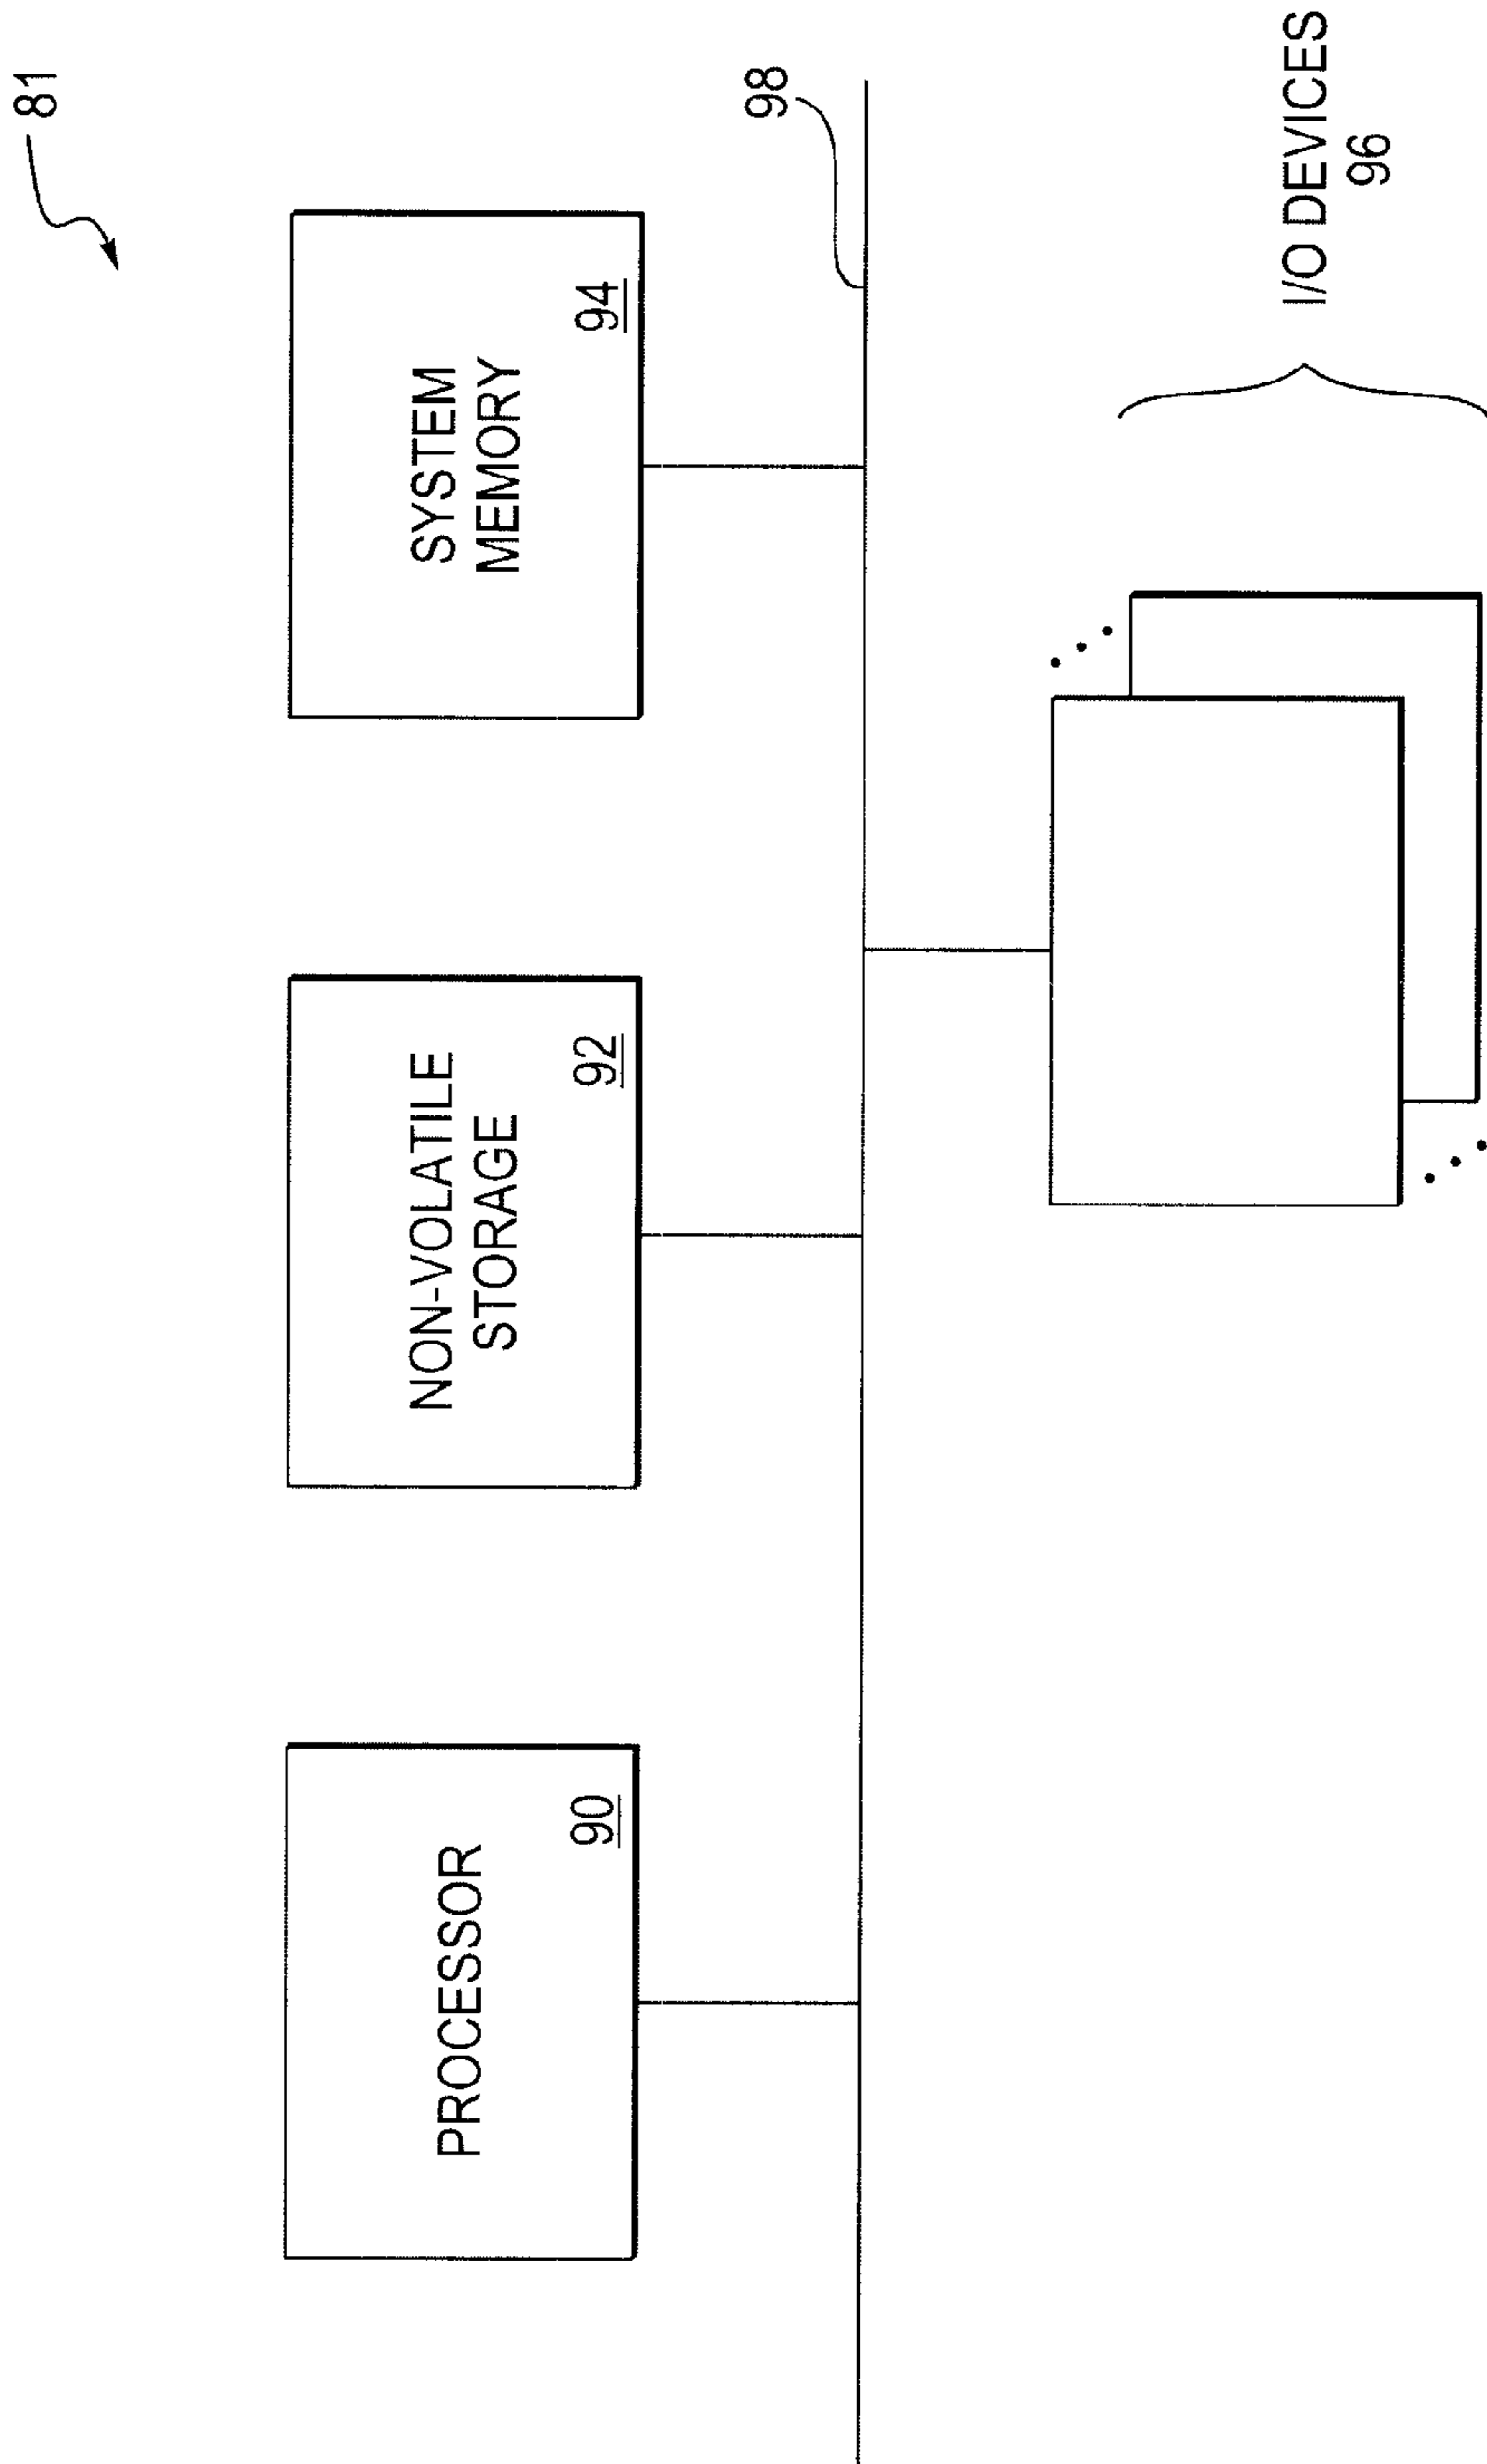 81
PROCESSOR
90
NON-VOLATILE
STORAGE
92
SYSTEM
MEMORY
94
98
I/O DEVICES
96